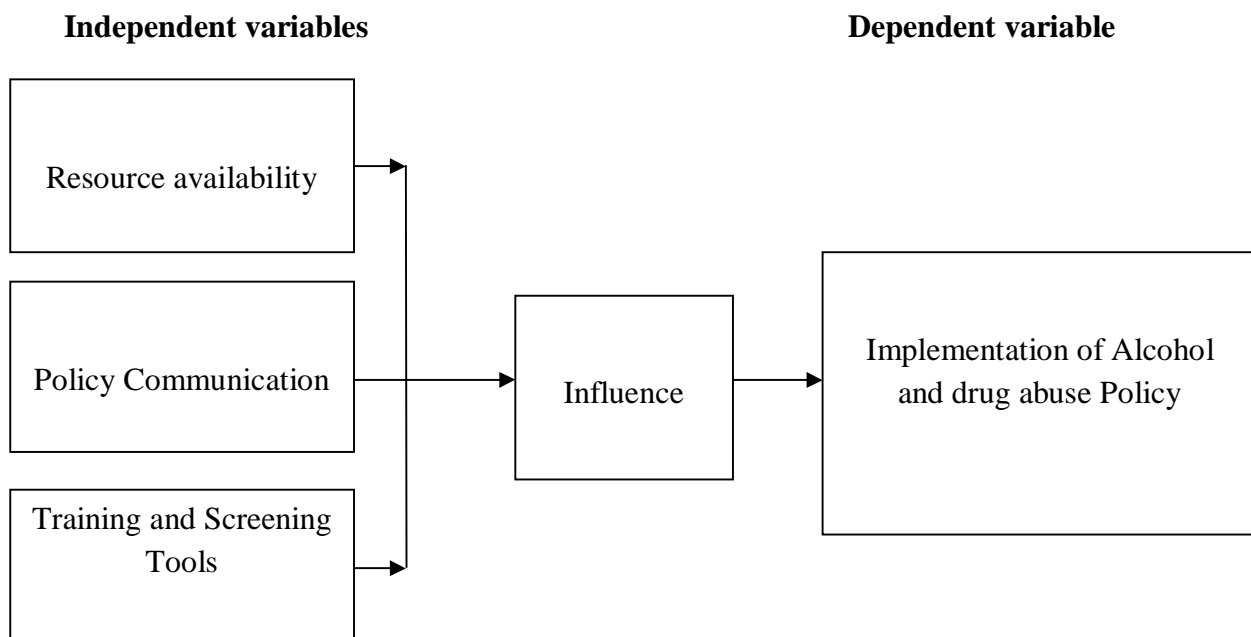 Independent variables
Dependent variable
Resource availability
Policy Communication
Training and Screening
Tools
Influence
Implementation of Alcohol
and drug abuse Policy